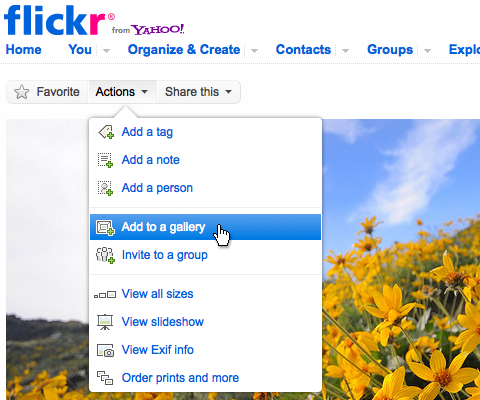 flickr® from YAHOO!
Home You Organize & Create Contacts Groups Explo
Favorite Actions Share this
Add a tag
Add a note
Add a person
Add to a gallery
Invite to a group
View all sizes
View slideshow
View Exif info
Order prints and more